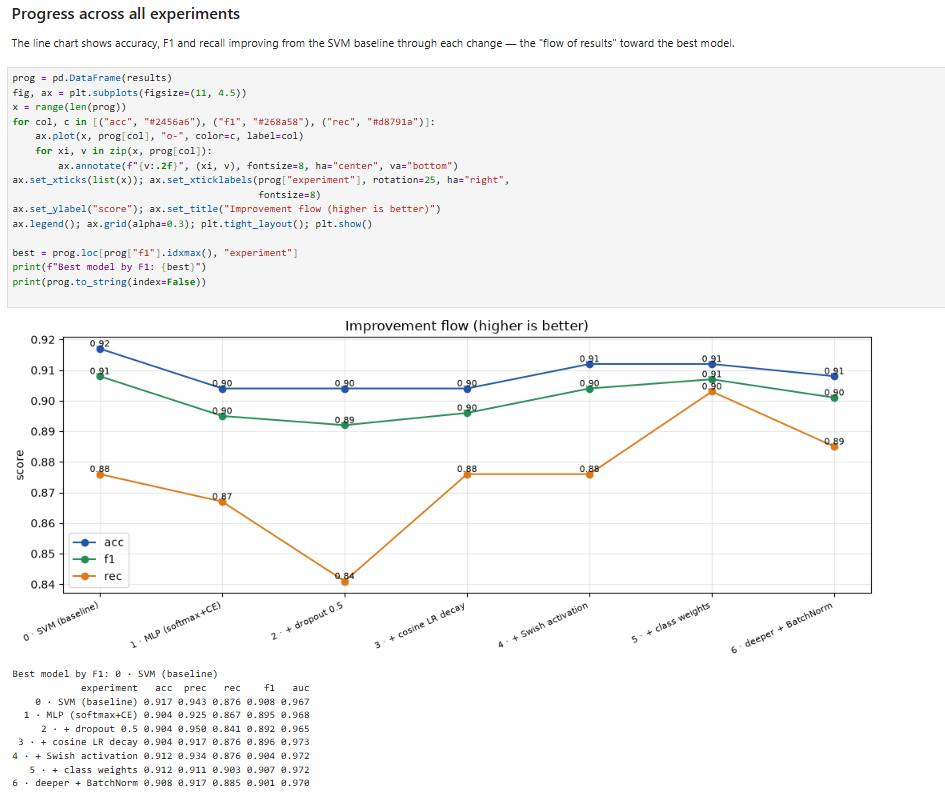 Progress across all experiments
The line chart shows accuracy, F1 and recall improving from the SVM baseline through each change — the "flow of results" toward the best model.
prog = pd.DataFrame(results)
fig, ax = plt.subplots(figsize=(11, 4.5))
x = range(len(prog))
for col, c in [("acc", "#2456a6"), ("f1", "#268a58"), ("rec", "#d8791a")]:
    ax.plot(x, prog[col], "o-", color=c, label=col)
    for xi, v in zip(x, prog[col]):
        ax.annotate(f"{v:.2f}", (xi, v), fontsize=8, ha="center", va="bottom")
ax.set_xticks(list(x)); ax.set_xticklabels(prog["experiment"], rotation=25, ha="right",
                                           fontsize=8)
ax.set_ylabel("score"); ax.set_title("Improvement flow (higher is better)")
ax.legend(); ax.grid(alpha=0.3); plt.tight_layout(); plt.show()
best = prog.loc[prog["f1"].idxmax(), "experiment"]
print(f"Best model by F1: {best}")
print(prog.to_string(index=False))
Improvement flow (higher is better)
0.92
0.91
0.90
0.89
0.88
0.87
0.86
0.85
0.84
score
0.92 0.90 0.90 0.90 0.91 0.91 0.91
0.91 0.90 0.89 0.90 0.90 0.91 0.90
0.88 0.87 0.84 0.88 0.88 0.90 0.89
acc
f1
rec
0 · SVM (baseline)
1 · MLP (softmax+CE)
2 · + dropout 0.5
3 · + cosine LR decay
4 · + Swish activation
5 · + class weights
6 · deeper + BatchNorm
Best model by F1: 0 · SVM (baseline)
experiment acc prec rec f1 auc
0 · SVM (baseline) 0.917 0.943 0.876 0.908 0.967
1 · MLP (softmax+CE) 0.904 0.925 0.867 0.895 0.968
2 · + dropout 0.5 0.904 0.950 0.841 0.892 0.965
3 · + cosine LR decay 0.904 0.917 0.876 0.896 0.973
4 · + Swish activation 0.912 0.934 0.876 0.904 0.972
5 · + class weights 0.912 0.911 0.903 0.907 0.972
6 · deeper + BatchNorm 0.908 0.917 0.885 0.901 0.970